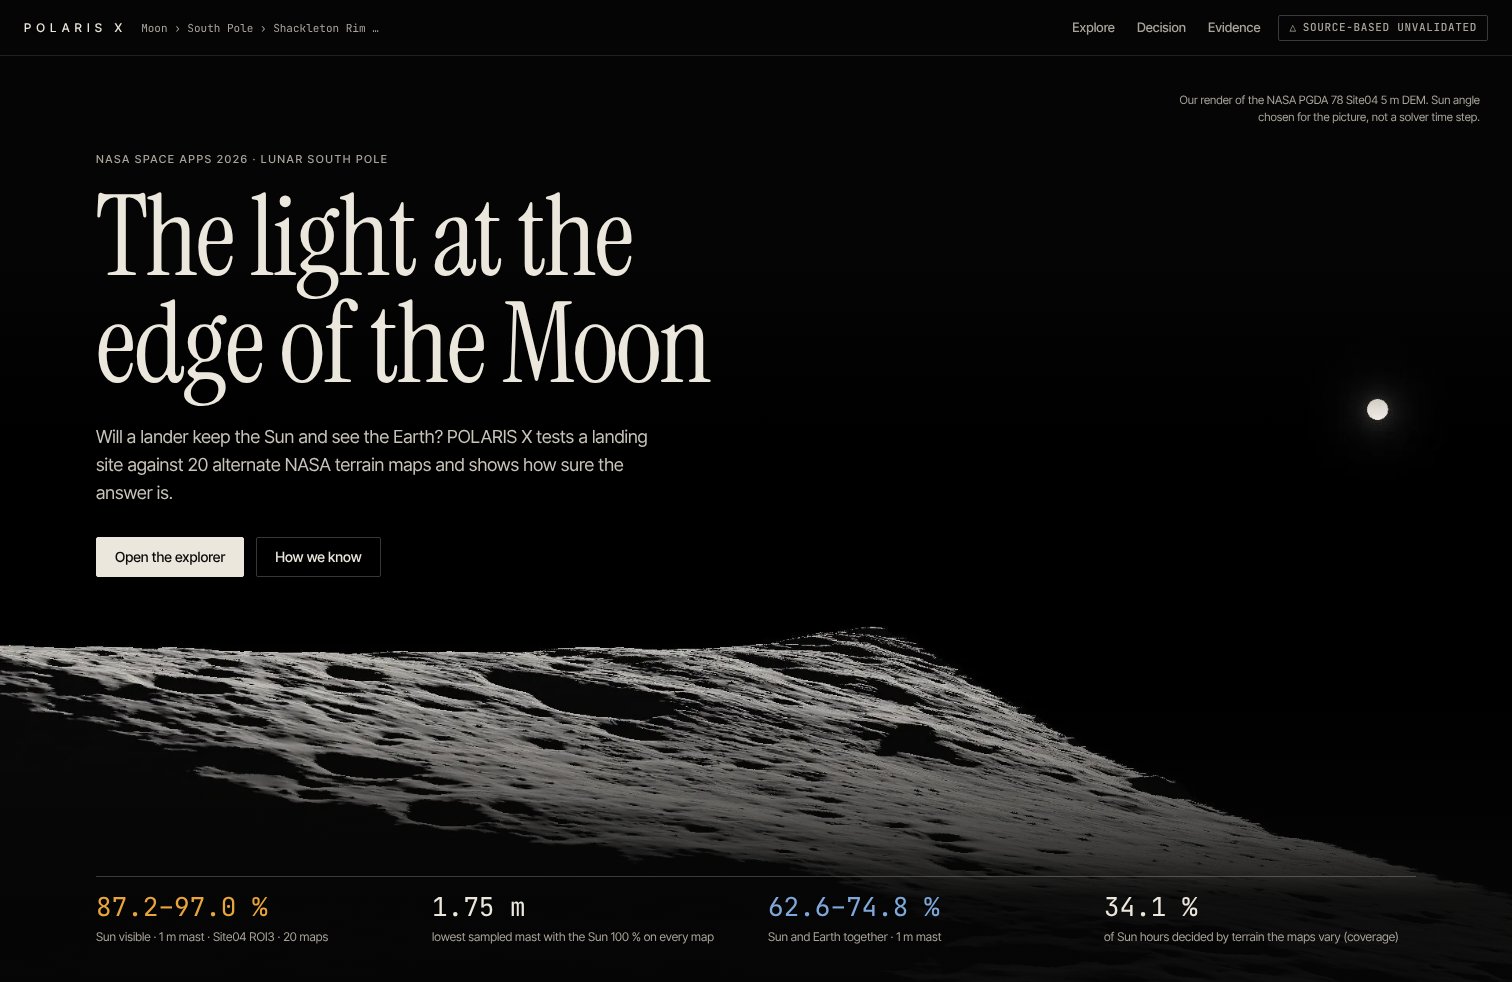 POLARIS X
Moon › South Pole › Shackleton Rim …
Explore
Decision
Evidence
△ SOURCE-BASED UNVALIDATED
Our render of the NASA PGDA 78 Site04 5 m DEM. Sun angle
chosen for the picture, not a solver time step.
NASA SPACE APPS 2026 · LUNAR SOUTH POLE
The light at the
edge of the Moon
Will a lander keep the Sun and see the Earth? POLARIS X tests a landing
site against 20 alternate NASA terrain maps and shows how sure the
answer is.
Open the explorer
How we know
87.2–97.0 %
Sun visible · 1 m mast · Site04 ROI3 · 20 maps
1.75 m
lowest sampled mast with the Sun 100 % on every map
62.6–74.8 %
Sun and Earth together · 1 m mast
34.1 %
of Sun hours decided by terrain the maps vary (coverage)